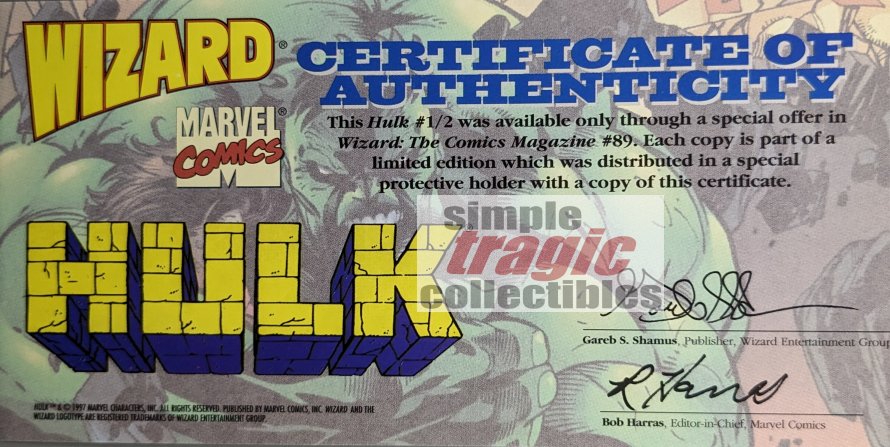 WIZARD®
MARVEL®
COMICS
CERTIFICATE OF
AUTHENTICITY
This Hulk #1/2 was available only through a special offer in
Wizard: The Comics Magazine #89. Each copy is part of a
limited edition which was distributed in a special
protective holder with a copy of this certificate.
simple
tragic
collectibles
HULK
Gareb S. Shamus, Publisher, Wizard Entertainment Group
Bob Harras, Editor-in-Chief, Marvel Comics
HULK™ & © 1997 MARVEL CHARACTERS, INC. ALL RIGHTS RESERVED. PUBLISHED BY MARVEL COMICS, INC. WIZARD AND THE
WIZARD LOGOTYPE ARE REGISTERED TRADEMARKS OF WIZARD ENTERTAINMENT GROUP.